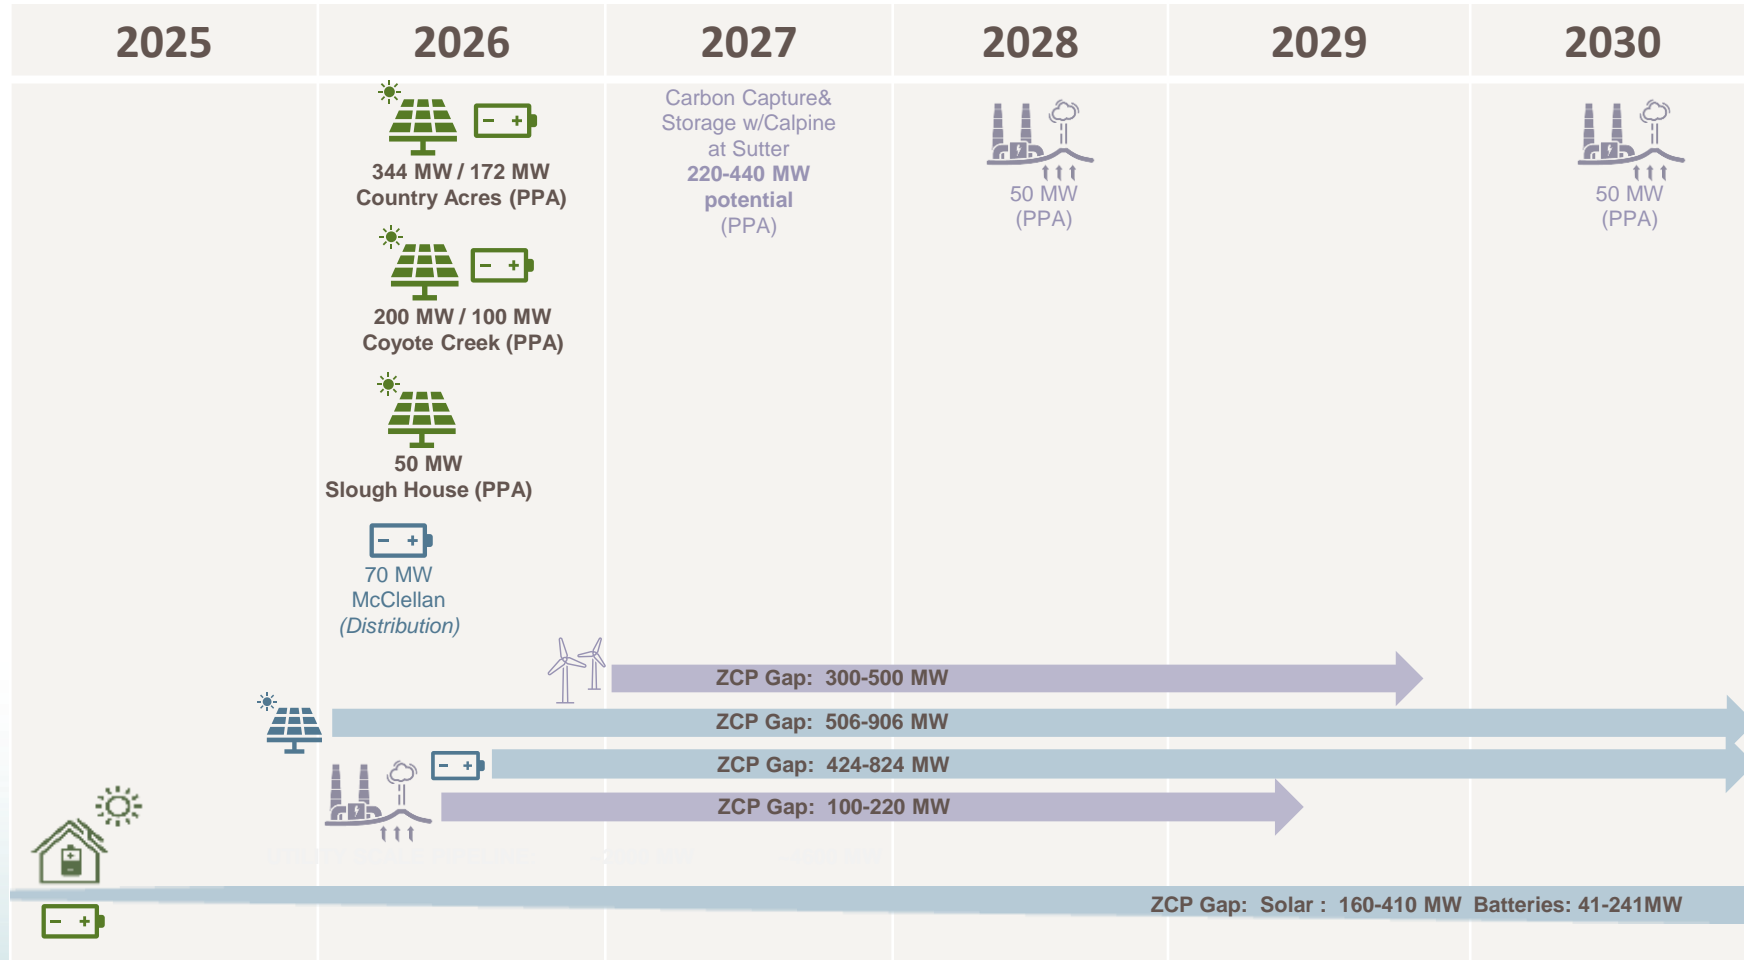 2025
2026
2027
2028
2029
2030
344 MW / 172 MW
Country Acres (PPA)
200 MW / 100 MW
Coyote Creek (PPA)
50 MW
Slough House (PPA)
70 MW
McClellan
(Distribution)
Carbon Capture&
Storage w/Calpine
at Sutter
220-440 MW
potential
(PPA)
50 MW
(PPA)
50 MW
(PPA)
ZCP Gap: 300-500 MW
ZCP Gap: 506-906 MW
ZCP Gap: 424-824 MW
ZCP Gap: 100-220 MW
ZCP Gap: Solar : 160-410 MW Batteries: 41-241MW